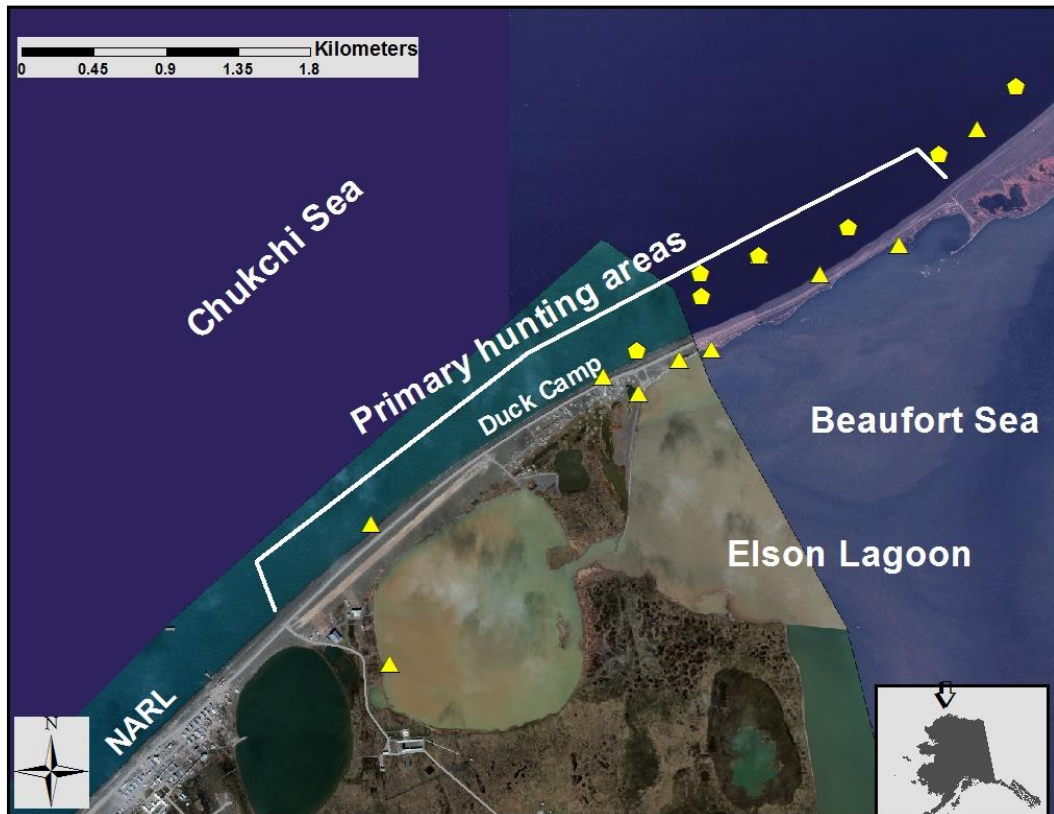 Kilometers
0 0.45 0.9 1.35 1.8
Chukchi Sea
Primary hunting areas
Duck Camp
Beaufort Sea
Elson Lagoon
NARL
N